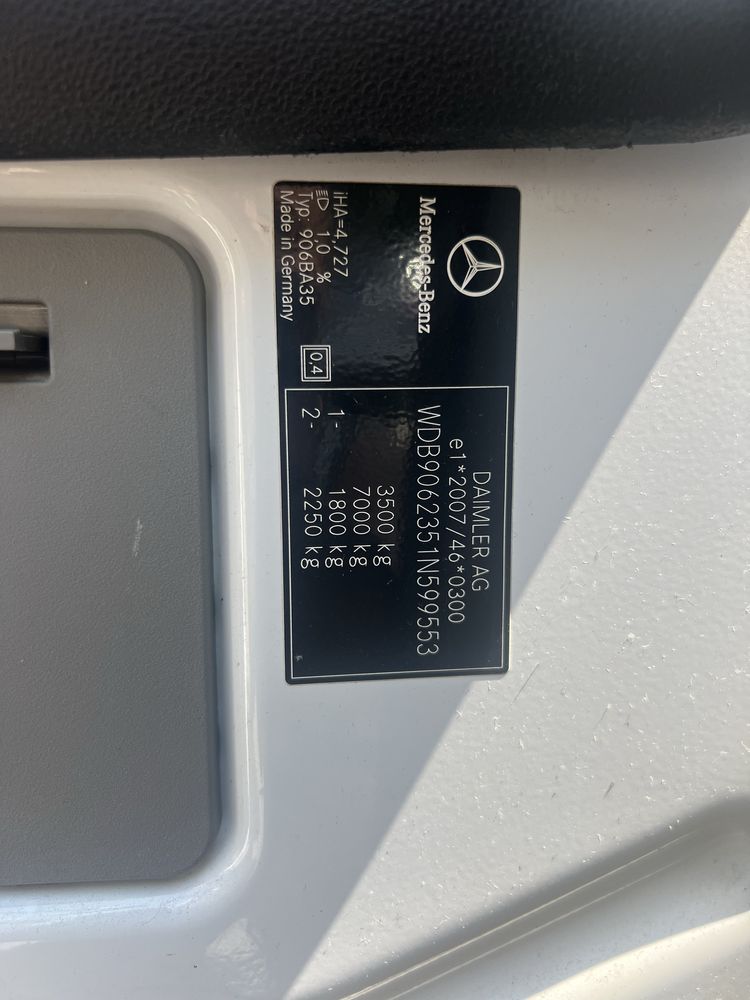 Mercedes-Benz
DAIMLER AG
e1*2007/46*0300
WDB9062351N599553
3500 kg
7000 kg
1- 1800 kg
2- 2250 kg
iHA=4,727
1,0 %
Typ: 906BA35
Made in Germany
0,4